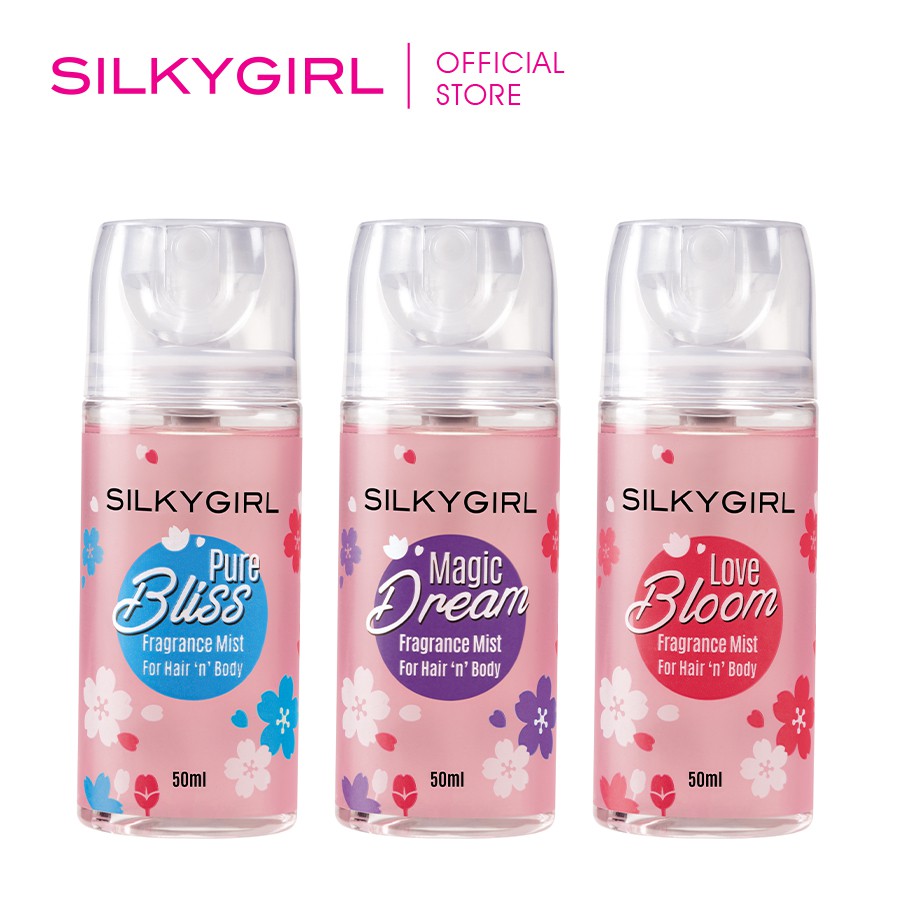 SILKYGIRL
OFFICIAL
STORE
SILKYGIRL
Pure
Bliss
Fragrance Mist
For Hair ‘n’ Body
50ml
SILKYGIRL
Magic
Dream
Fragrance Mist
For Hair ‘n’ Body
50ml
SILKYGIRL
Love
Bloom
Fragrance Mist
For Hair ‘n’ Body
50ml